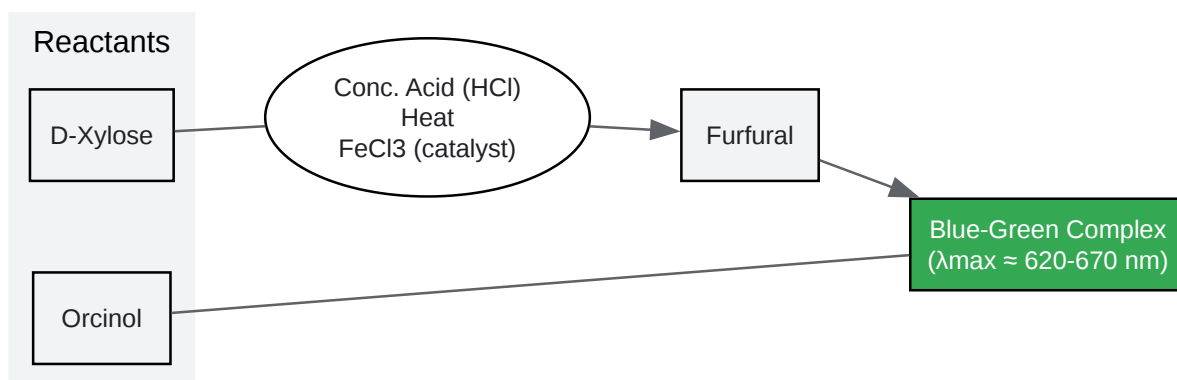 Reactants
D-Xylose
Conc. Acid (HCl)
Heat
FeCl3 (catalyst)
Furfural
Blue-Green Complex
(λmax ≈ 620-670 nm)
Orcinol